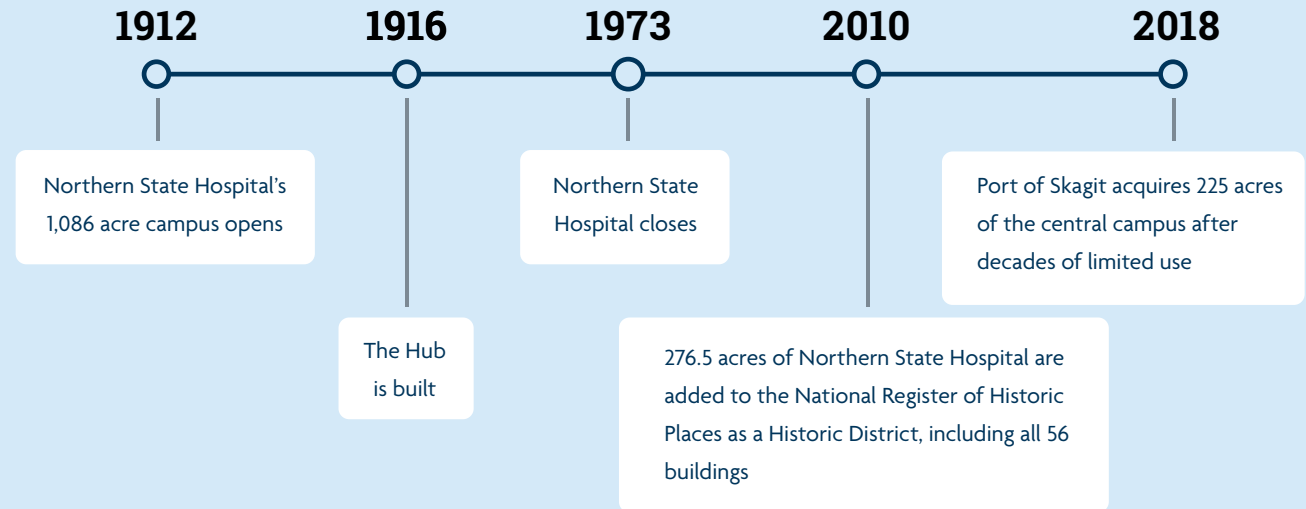 1912
1916
1973
2010
2018
Northern State Hospital's
1,086 acre campus opens
The Hub
is built
Northern State
Hospital closes
276.5 acres of Northern State Hospital are
added to the National Register of Historic
Places as a Historic District, including all 56
buildings
Port of Skagit acquires 225 acres
of the central campus after
decades of limited use